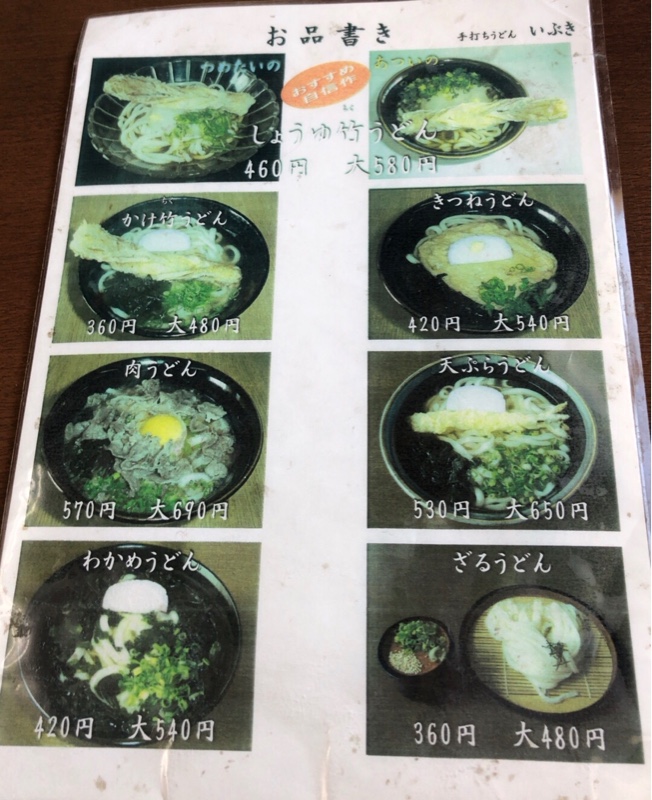 お品書き
手打ちうどん いぶき
つめたいの
おすすめ
自信作
あついの
ちく
しょうゆ竹うどん
460円 大580円
ちく
かけ竹うどん
360円 大480円
きつねうどん
420円 大540円
肉うどん
570円 大690円
天ぷらうどん
530円 大650円
わかめうどん
420円 大540円
ざるうどん
360円 大480円